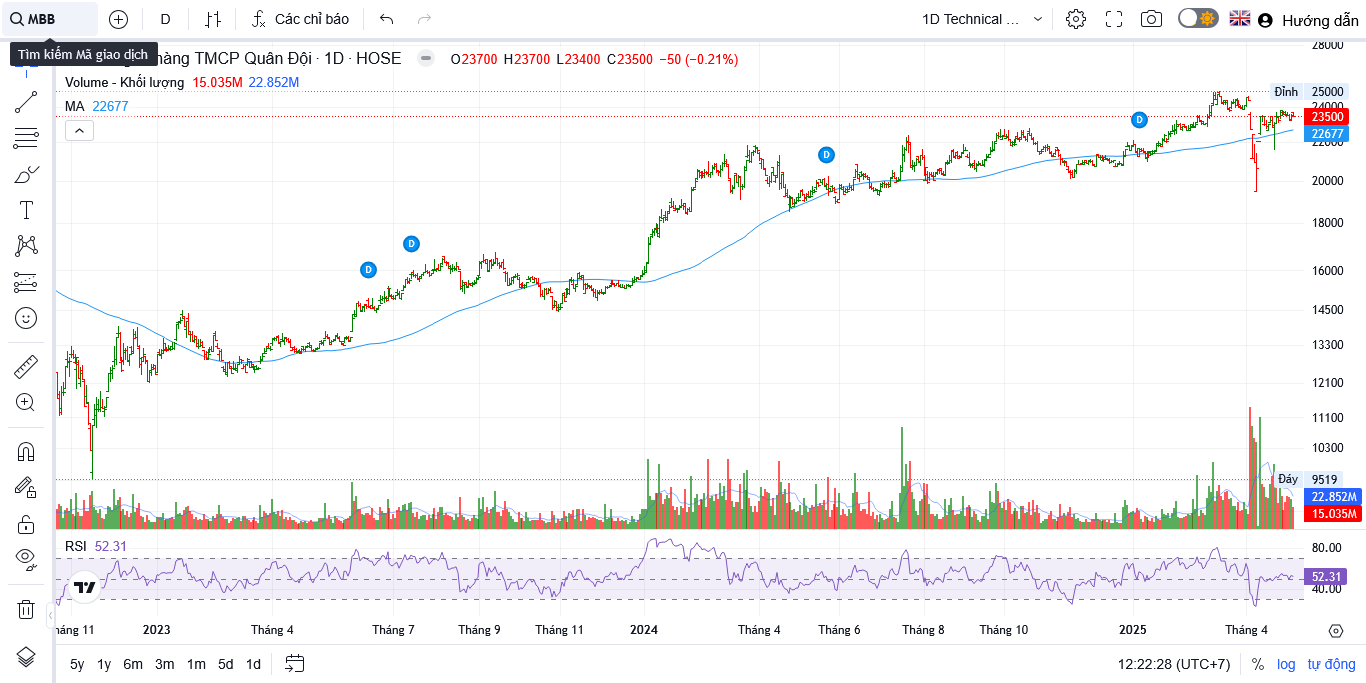 MBB
D
Các chỉ báo
1D Technical ...
Hướng dẫn
Tìm kiếm Mã giao dịch
hàng TMCP Quân Đội · 1D · HOSE
O23700 H23700 L23400 C23500 −50 (−0.21%)
Volume - Khối lượng 15.035M 22.852M
MA 22677
28000
Đỉnh 25000
24000
23500
22677
22000
20000
18000
16000
14500
13300
12100
11100
10300
Đáy 9519
22.852M
15.035M
D
D
D
D
RSI 52.31
80.00
52.31
40.00
háng 11 2023 Tháng 4 Tháng 7 Tháng 9 Tháng 11 2024 Tháng 4 Tháng 6 Tháng 8 Tháng 10 2025 Tháng 4
5y 1y 6m 3m 1m 5d 1d
12:22:28 (UTC+7) % log tự động